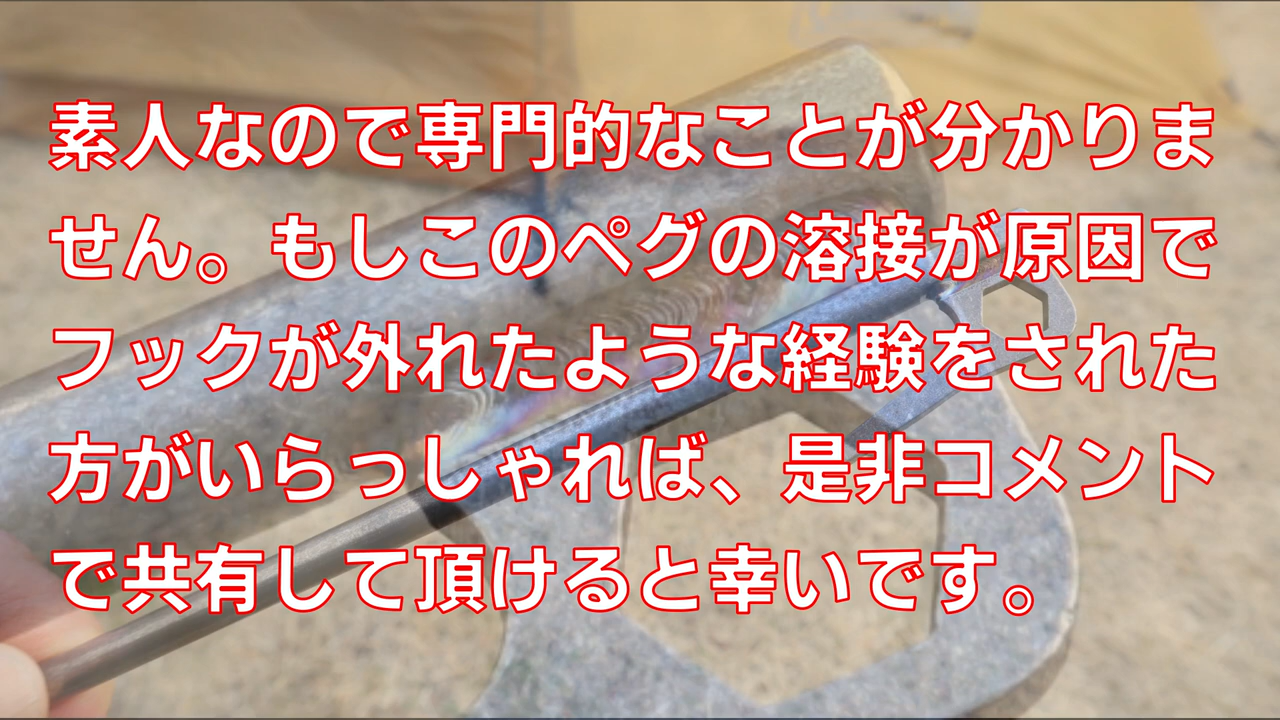 素人なので専門的なことが分かりま
せん。もしこのペグの溶接が原因で
フックが外れたような経験をされた
方がいらっしゃれば、是非コメント
で共有して頂けると幸いです。